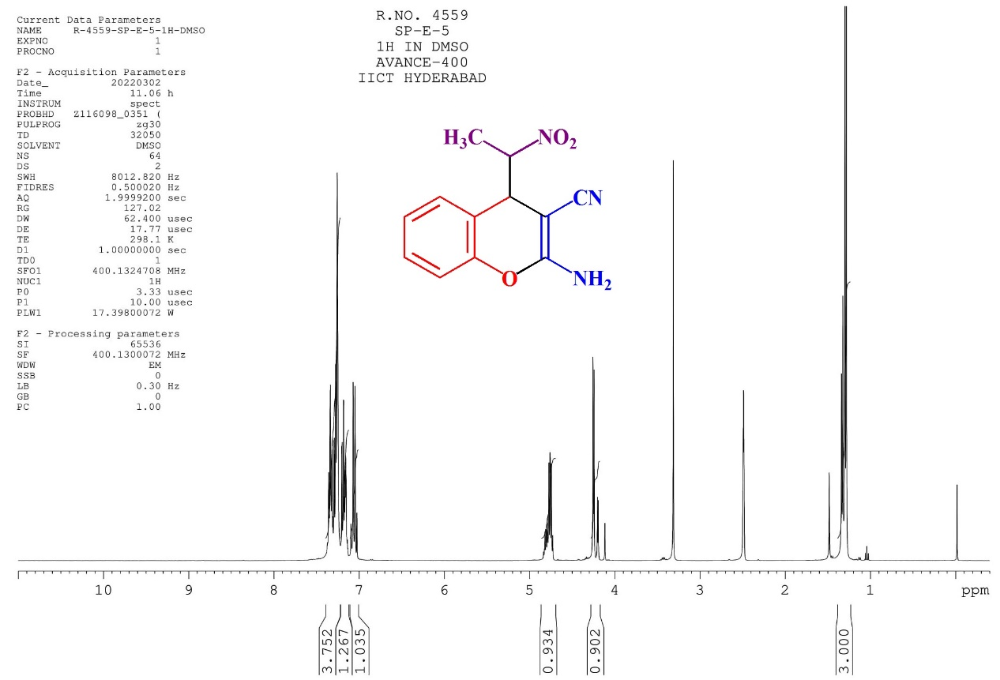 Current Data Parameters
NAME R-4559-SP-E-5-1H-DMSO
EXPNO 1
PROCNO 1
F2 - Acquisition Parameters
Date_ 20220302
Time 11.06 h
INSTRUM spect
PROBHD Z116098_0351 (
PULPROG zg30
TD 32050
SOLVENT DMSO
NS 64
DS 2
SWH 8012.820 Hz
FIDRES 0.500020 Hz
AQ 1.9999200 sec
RG 127.02
DW 62.400 usec
DE 17.77 usec
TE 298.1 K
D1 1.00000000 sec
TD0 1
SFO1 400.1324708 MHz
NUC1 1H
P0 3.33 usec
P1 10.00 usec
PLW1 17.39800072 W
F2 - Processing parameters
SI 65536
SF 400.1300072 MHz
WDW EM
SSB 0
LB 0.30 Hz
GB 0
PC 1.00
R.NO. 4559
SP-E-5
1H IN DMSO
AVANCE-400
IICT HYDERABAD
H3C NO2
CN
O NH2
10 9 8 7 6 5 4 3 2 1 ppm
3.752
1.267
1.035
0.934
0.902
3.000